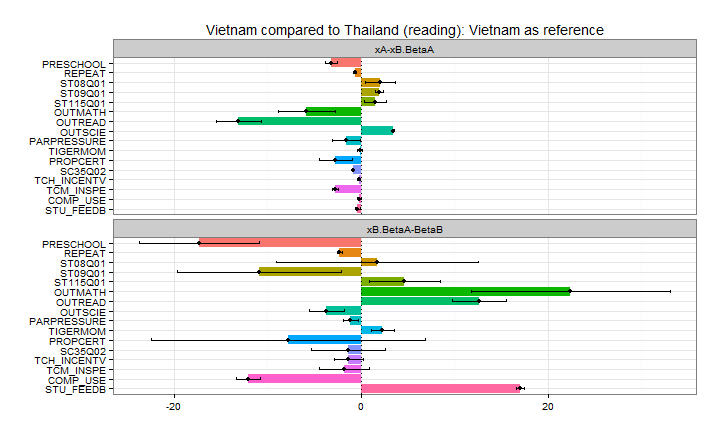 Vietnam compared to Thailand (reading): Vietnam as reference
xA-xB.BetaA
PRESCHOOL
REPEAT
ST08Q01
ST09Q01
ST115Q01
OUTMATH
OUTREAD
OUTSCIE
PARPRESSURE
TIGERMOM
PROPCERT
SC35Q02
TCH_INCENTV
TCM_INSPE
COMP_USE
STU_FEEDB
xB.BetaA-BetaB
PRESCHOOL
REPEAT
ST08Q01
ST09Q01
ST115Q01
OUTMATH
OUTREAD
OUTSCIE
PARPRESSURE
TIGERMOM
PROPCERT
SC35Q02
TCH_INCENTV
TCM_INSPE
COMP_USE
STU_FEEDB
-20 0 20